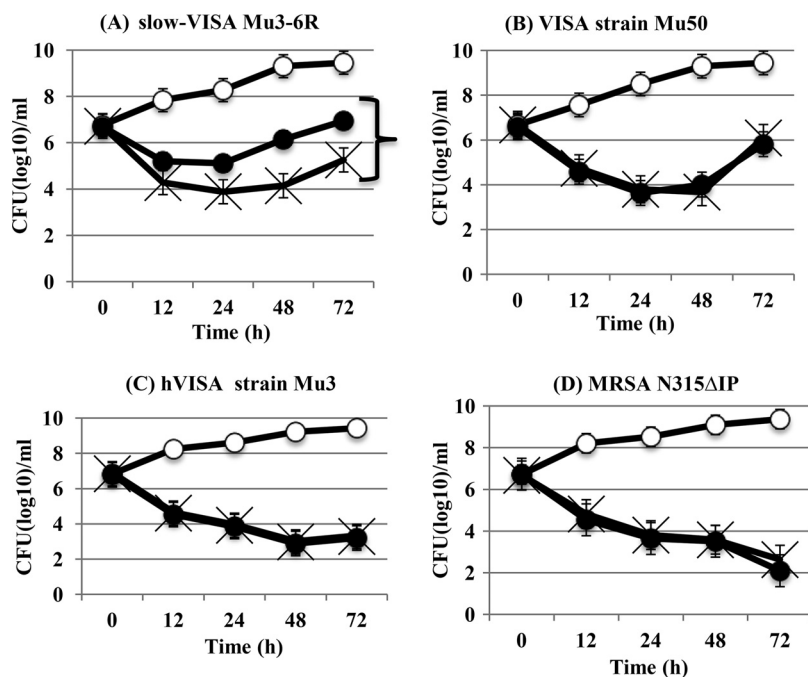 (A) slow-VISA Mu3-6R
CFU(log10)/ml
10
8
6
4
2
0
0 12 24 48 72
Time (h)
(B) VISA strain Mu50
CFU(log10)/ml
10
8
6
4
2
0
0 12 24 48 72
Time (h)
(C) hVISA strain Mu3
CFU(log10)/ml
10
8
6
4
2
0
0 12 24 48 72
Time (h)
(D) MRSA N315ΔIP
CFU(log10)/ml
10
8
6
4
2
0
0 12 24 48 72
Time (h)